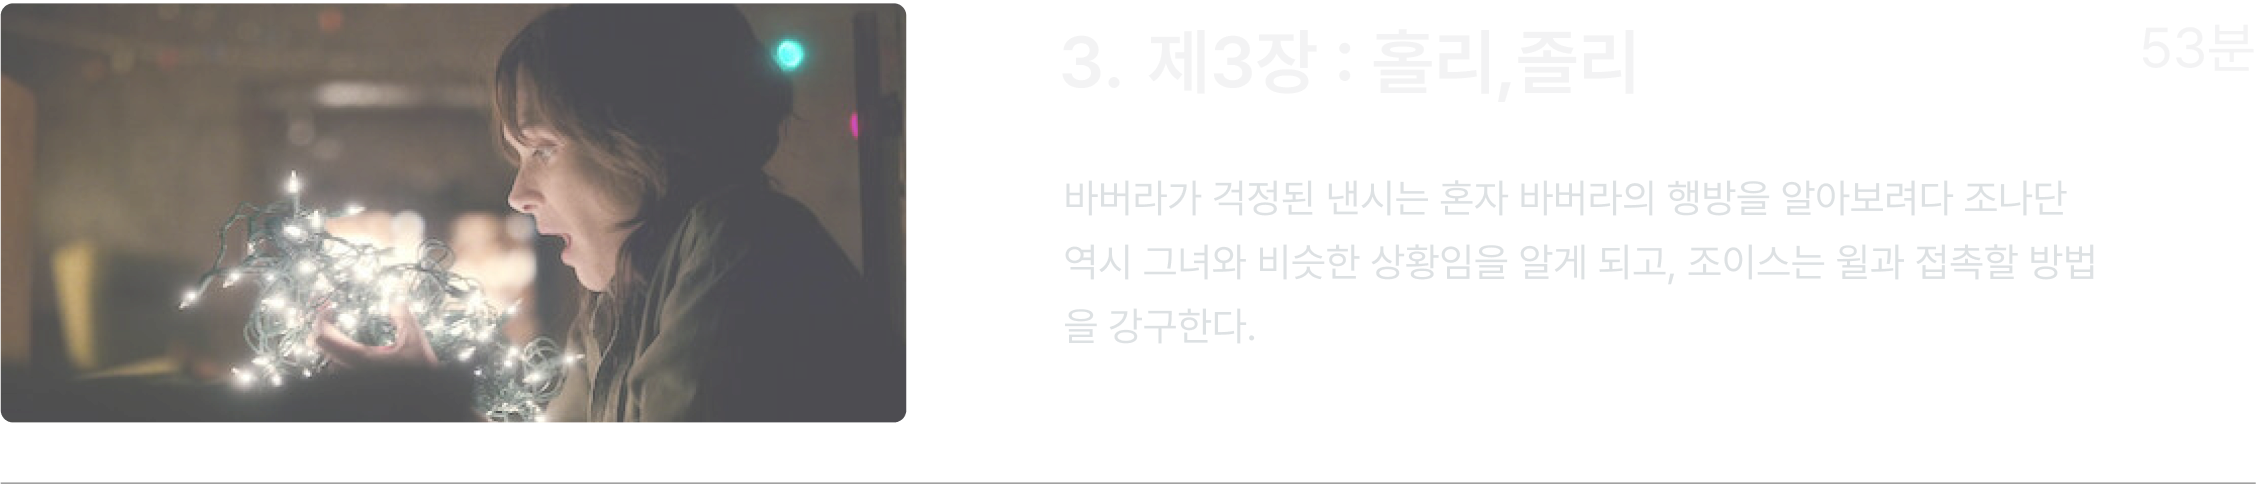 3. 제3장 : 홀리,졸리
53분
바버라가 걱정된 낸시는 혼자 바버라의 행방을 알아보려다 조나단
역시 그녀와 비슷한 상황임을 알게 되고, 조이스는 윌과 접촉할 방법
을 강구한다.